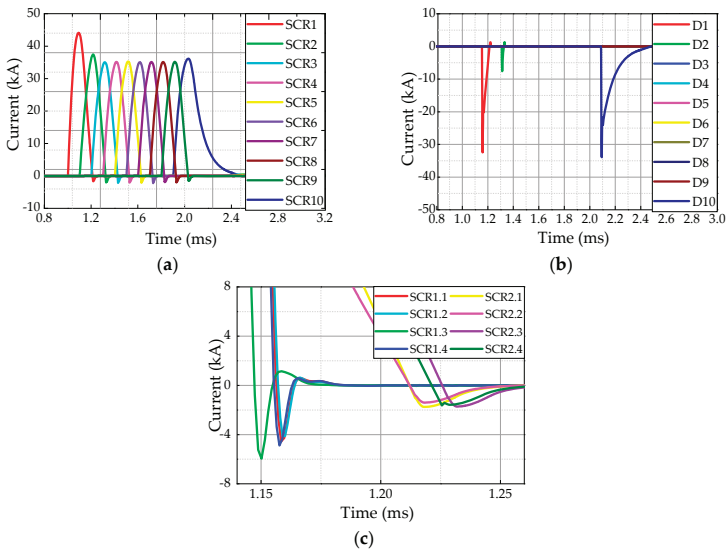 50
40
30
20
10
0
-10
Current (kA)
0.8
1.2
1.6
2.0
2.4
2.8
3.2
Time (ms)
SCR1
SCR2
SCR3
SCR4
SCR5
SCR6
SCR7
SCR8
SCR9
SCR10
(a)
10
0
-10
-20
-30
-40
-50
Current (kA)
0.8 1.0 1.2 1.4 1.6 1.8 2.0 2.2 2.4 2.6 2.8 3.0
Time (ms)
D1
D2
D3
D4
D5
D6
D7
D8
D9
D10
(b)
8
4
0
-4
-8
Current (kA)
1.15
1.20
1.25
Time (ms)
SCR1.1 SCR2.1
SCR1.2 SCR2.2
SCR1.3 SCR2.3
SCR1.4 SCR2.4
(c)